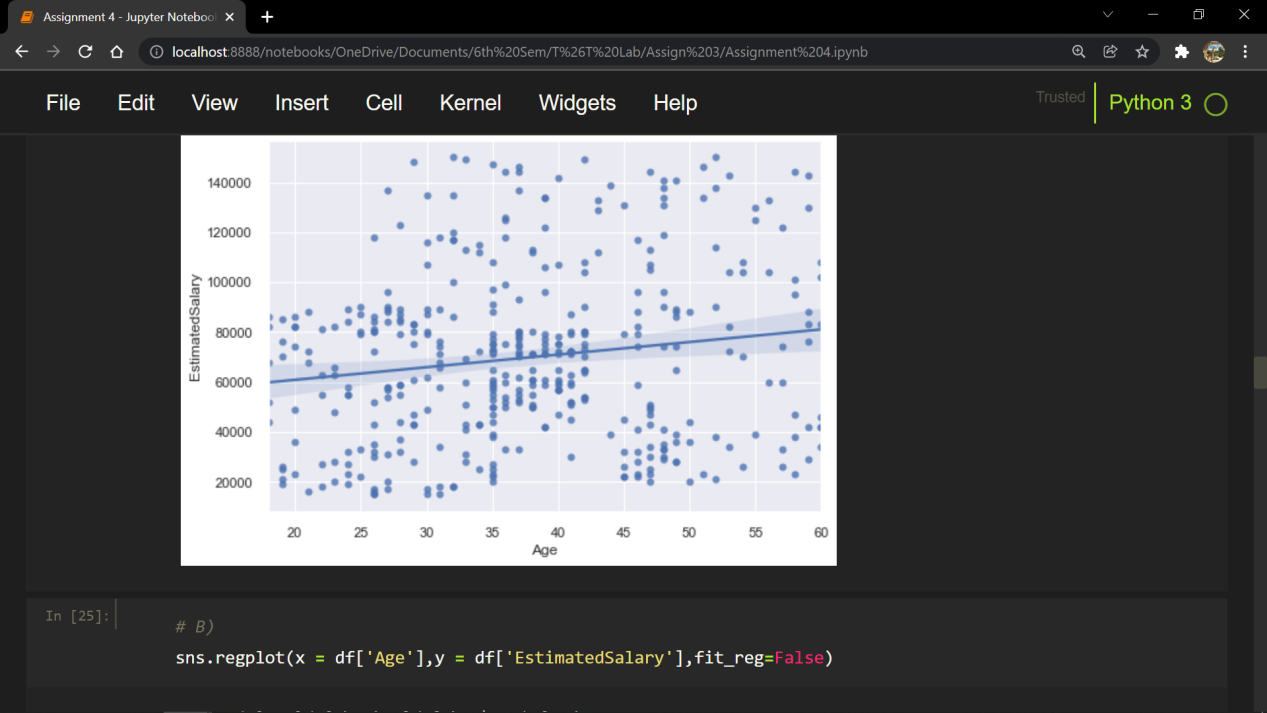 Assignment 4 - Jupyter Noteboo
localhost:8888/notebooks/OneDrive/Documents/6th%20Sem/T%26T%20Lab/Assign%203/Assignment%204.ipynb
File Edit View Insert Cell Kernel Widgets Help Trusted Python 3
140000
120000
100000
80000
60000
40000
20000
EstimatedSalary
20 25 30 35 40 45 50 55 60
Age
In [25]:
# B)
sns.regplot(x = df['Age'],y = df['EstimatedSalary'],fit_reg=False)